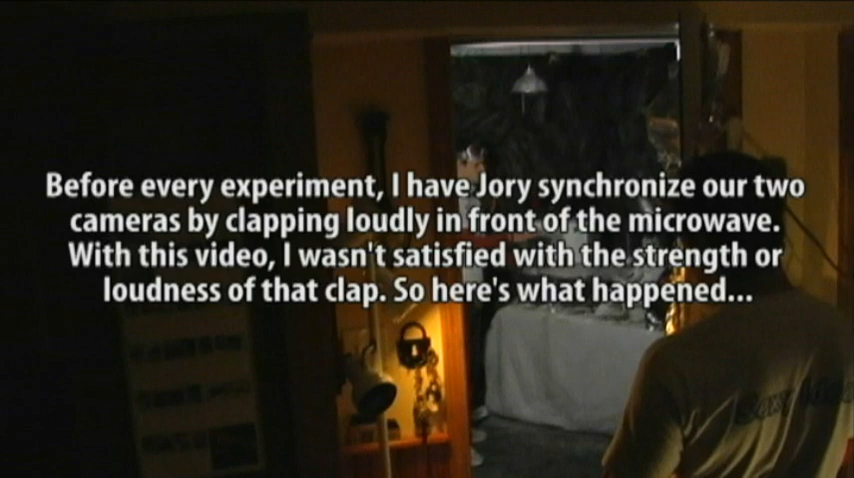 Before every experiment, I have Jory synchronize our two
cameras by clapping loudly in front of the microwave.
With this video, I wasn't satisfied with the strength or
loudness of that clap. So here's what happened...